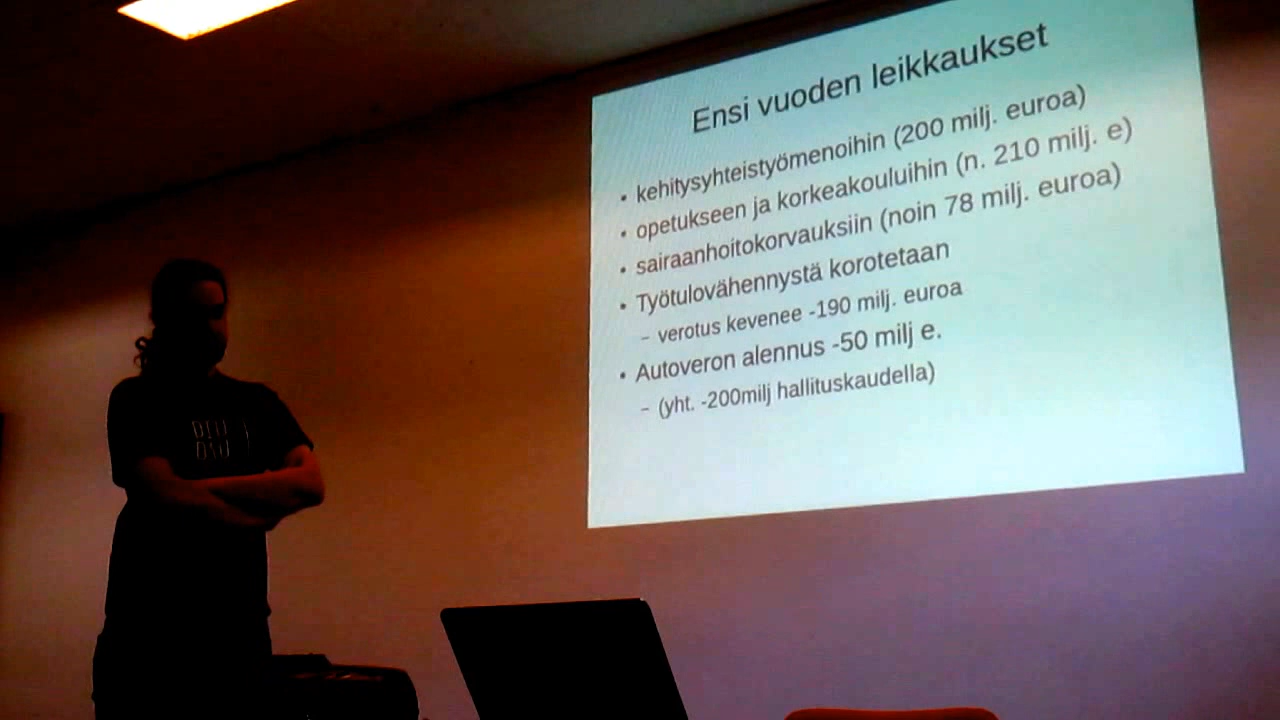 Ensi vuoden leikkaukset
• kehitysyhteistyömenoihin (200 milj. euroa)
• opetukseen ja korkeakouluihin (n. 210 milj. e)
• sairaanhoitokorvauksiin (noin 78 milj. euroa)
• Työtulovähennystä korotetaan
– verotus kevenee -190 milj. euroa
• Autoveron alennus -50 milj e.
– (yht. -200milj hallituskaudella)